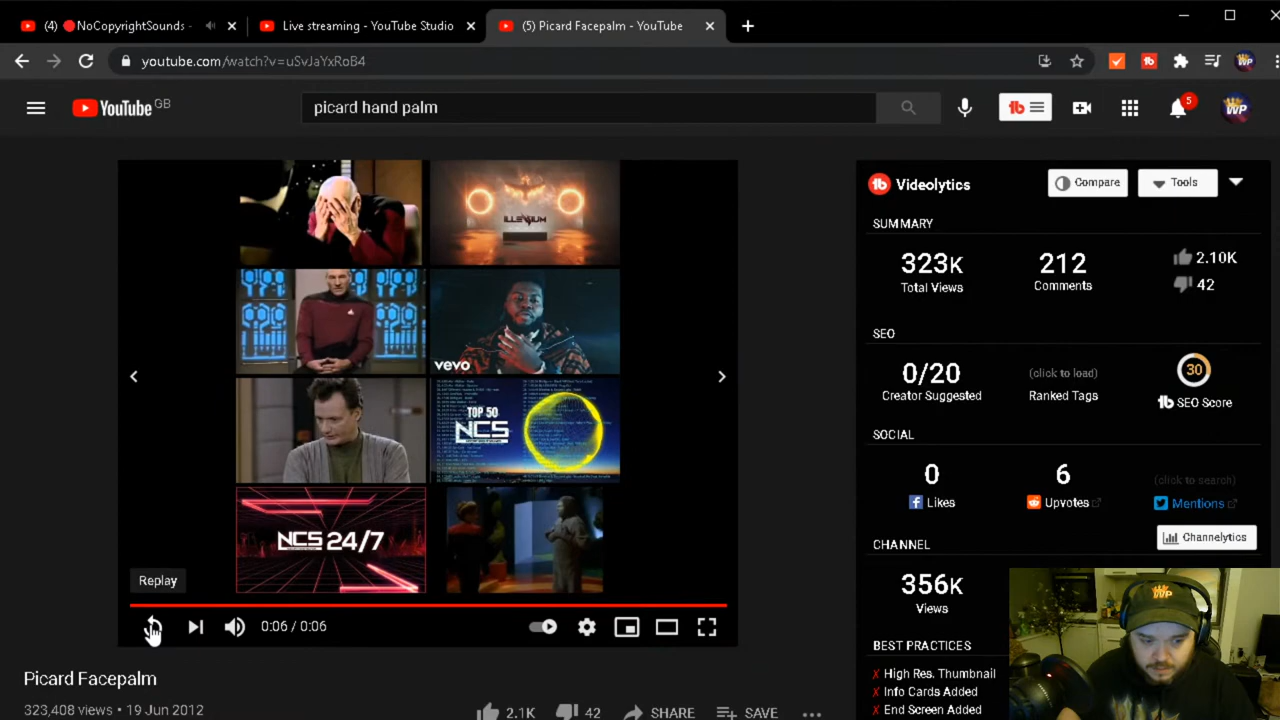 (4) 🔴NoCopyrightSounds -
Live streaming - YouTube Studio
(5) Picard Facepalm - YouTube
youtube.com/watch?v=uSvJaYxRoB4
WP
YouTube GB
picard hand palm
tb
5
WP
ILLENIUM
vevo
TOP 50
NCS
NCS 24/7
Replay
0:06 / 0:06
Picard Facepalm
323,408 views • 19 Jun 2012
2.1K
42
SHARE
SAVE
tb Videolytics
Compare
Tools
SUMMARY
323K
Total Views
212
Comments
2.10K
42
SEO
0/20
Creator Suggested
(click to load)
Ranked Tags
30
tb SEO Score
SOCIAL
0
Likes
6
Upvotes
(click to search)
Mentions
CHANNEL
Channelytics
356K
Views
BEST PRACTICES
X High Res. Thumbnail
X Info Cards Added
X End Screen Added
WP